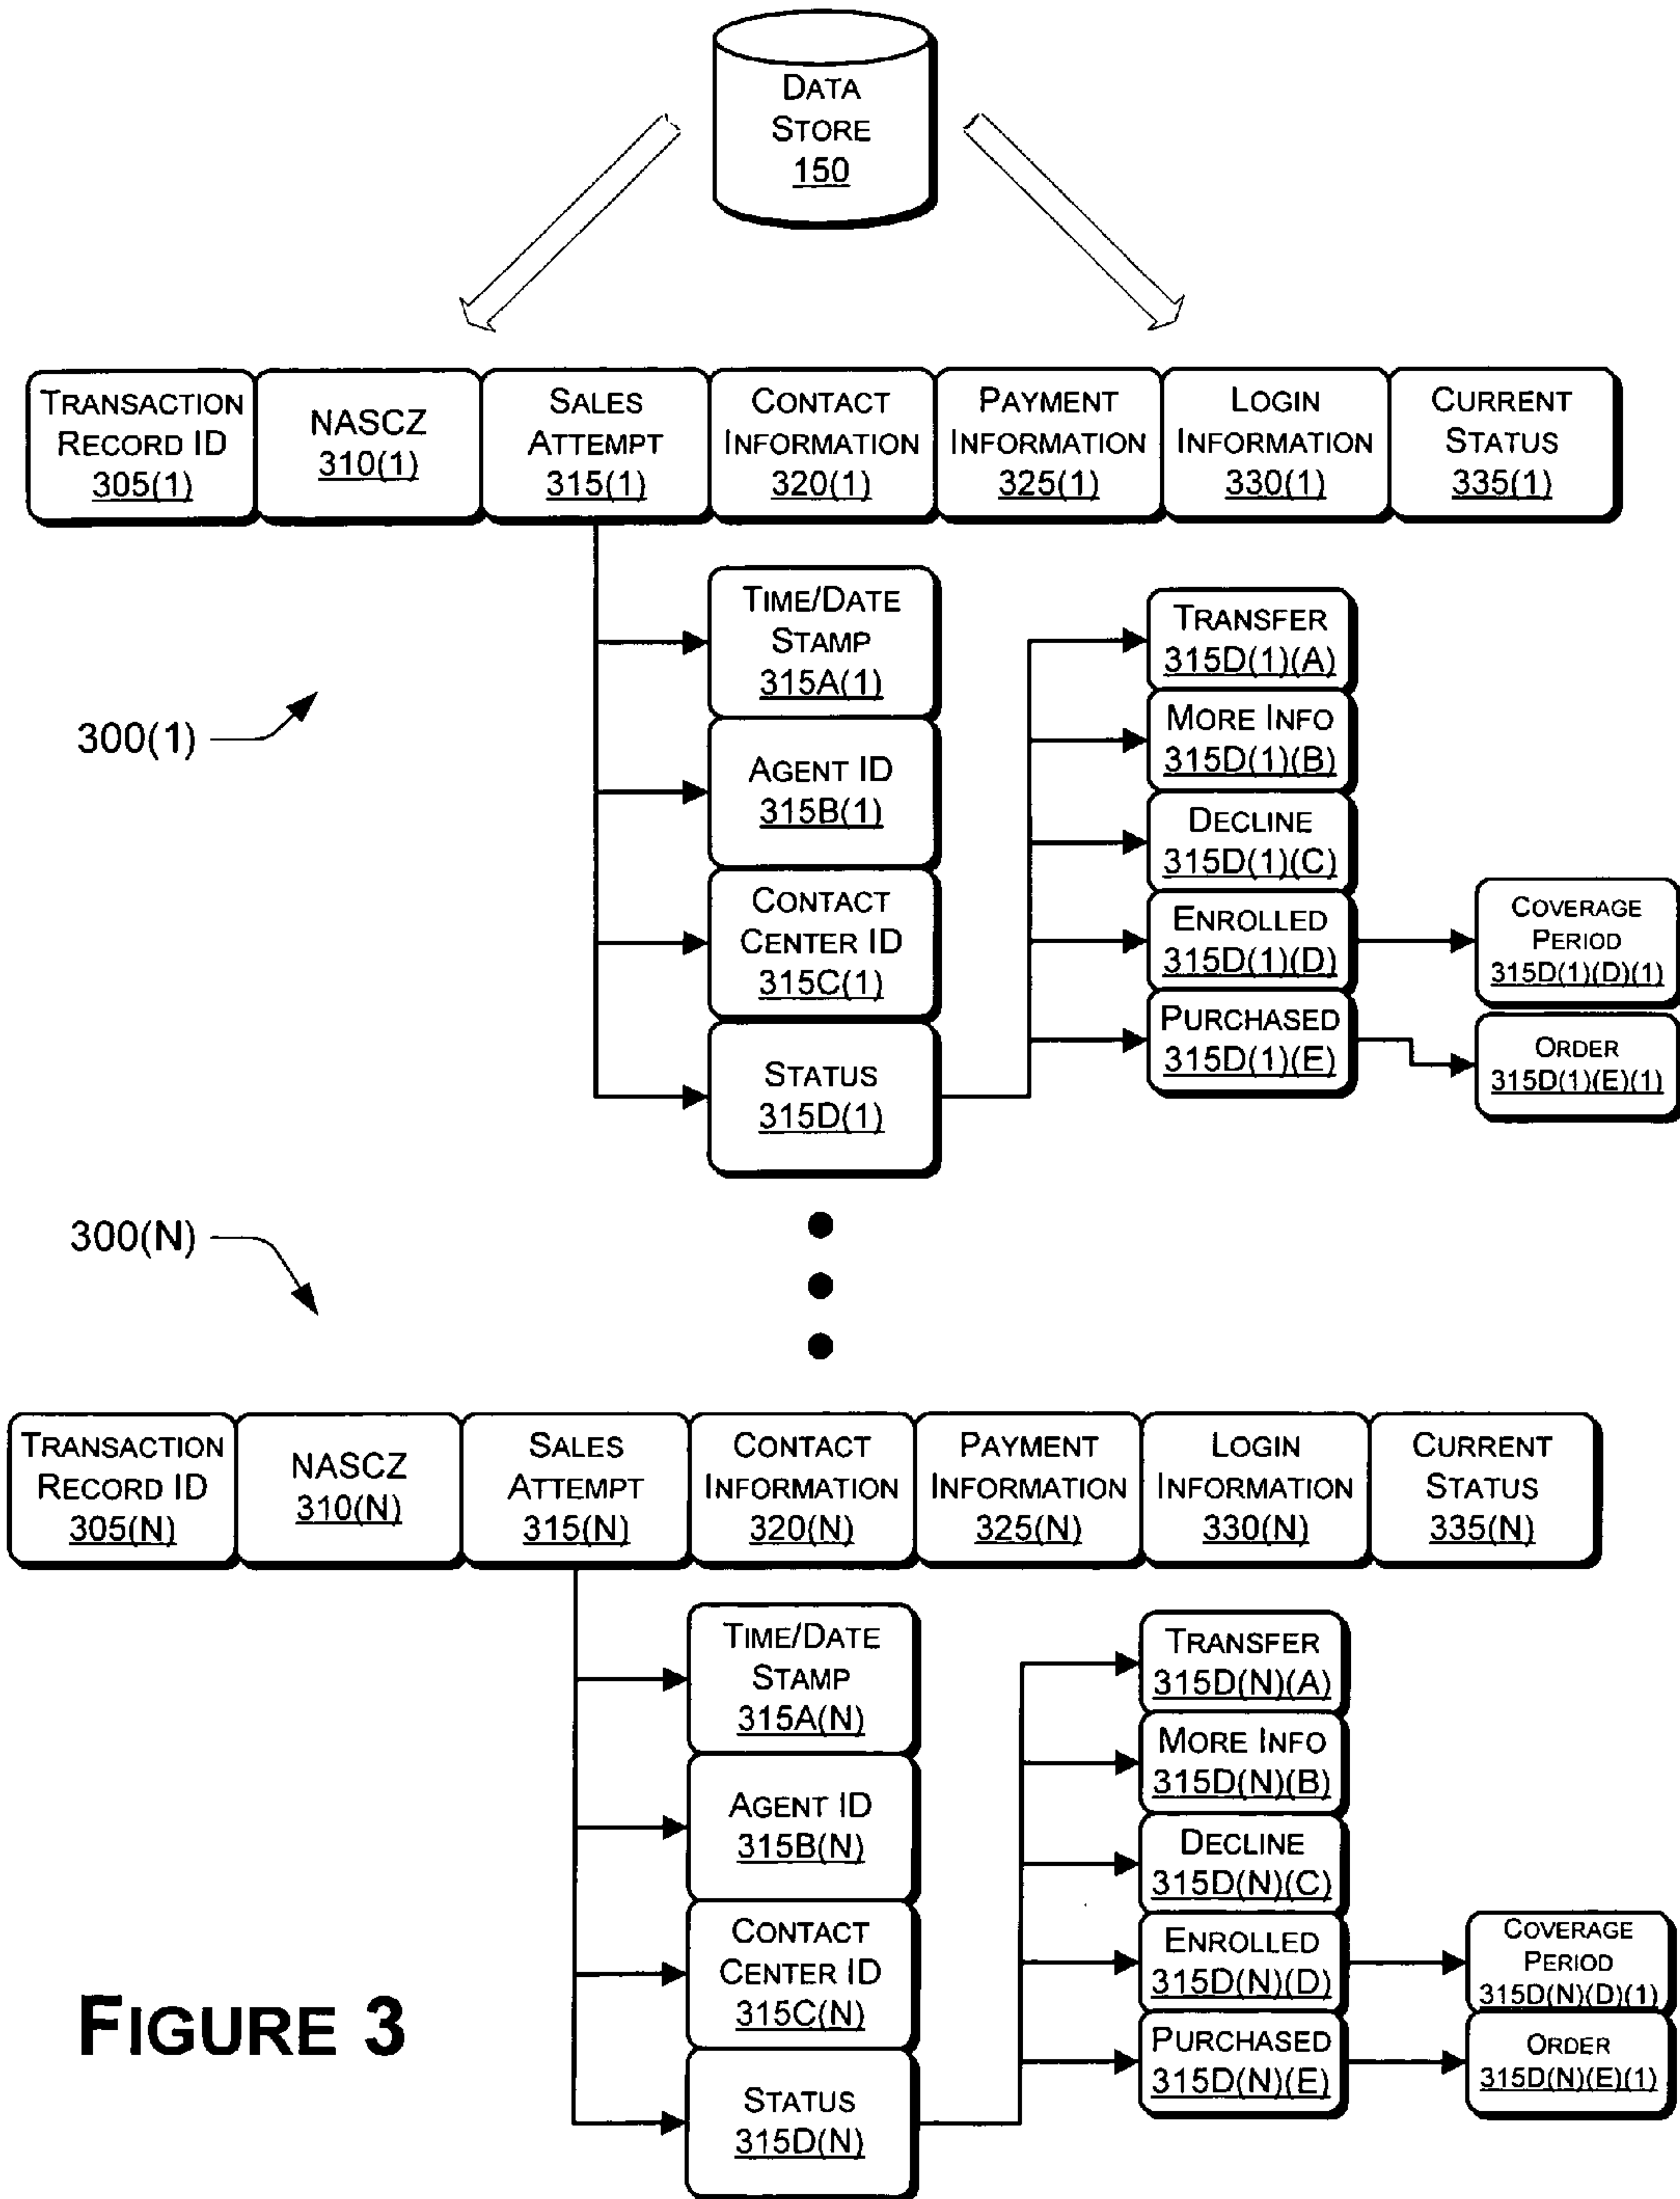 DATA
STORE
150
TRANSACTION
RECORD ID
305(1)
NASCZ
310(1)
SALES
ATTEMPT
315(1)
CONTACT
INFORMATION
320(1)
PAYMENT
INFORMATION
325(1)
LOGIN
INFORMATION
330(1)
CURRENT
STATUS
335(1)
300(1)
TIME/DATE
STAMP
315A(1)
AGENT ID
315B(1)
CONTACT
CENTER ID
315C(1)
STATUS
315D(1)
TRANSFER
315D(1)(A)
MORE INFO
315D(1)(B)
DECLINE
315D(1)(C)
ENROLLED
315D(1)(D)
PURCHASED
315D(1)(E)
COVERAGE
PERIOD
315D(1)(D)(1)
ORDER
315D(1)(E)(1)
300(N)
TRANSACTION
RECORD ID
305(N)
NASCZ
310(N)
SALES
ATTEMPT
315(N)
CONTACT
INFORMATION
320(N)
PAYMENT
INFORMATION
325(N)
LOGIN
INFORMATION
330(N)
CURRENT
STATUS
335(N)
TIME/DATE
STAMP
315A(N)
AGENT ID
315B(N)
CONTACT
CENTER ID
315C(N)
STATUS
315D(N)
TRANSFER
315D(N)(A)
MORE INFO
315D(N)(B)
DECLINE
315D(N)(C)
ENROLLED
315D(N)(D)
PURCHASED
315D(N)(E)
COVERAGE
PERIOD
315D(N)(D)(1)
ORDER
315D(N)(E)(1)
FIGURE 3